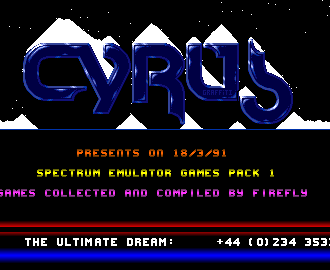 CYRUS
PRESENTS ON 18/3/91
SPECTRUM EMULATOR GAMES PACK 1
GAMES COLLECTED AND COMPILED BY FIREFLY
THE ULTIMATE DREAM: +44 (0)234 353